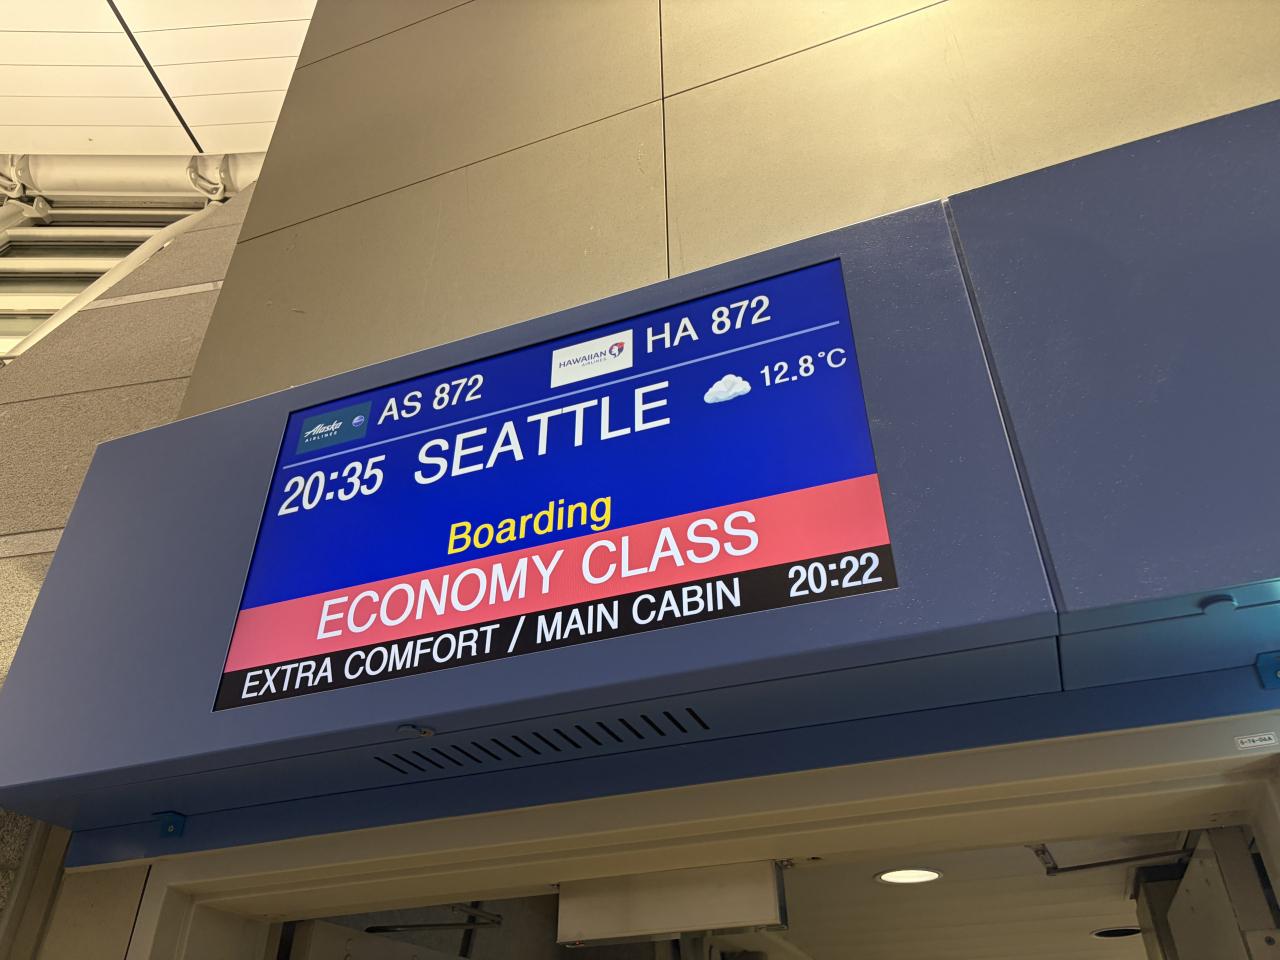 Alaska
AIRLINES
AS 872
HAWAIIAN
AIRLINES
HA 872
20:35 SEATTLE
12.8°C
Boarding
ECONOMY CLASS
EXTRA COMFORT / MAIN CABIN 20:22